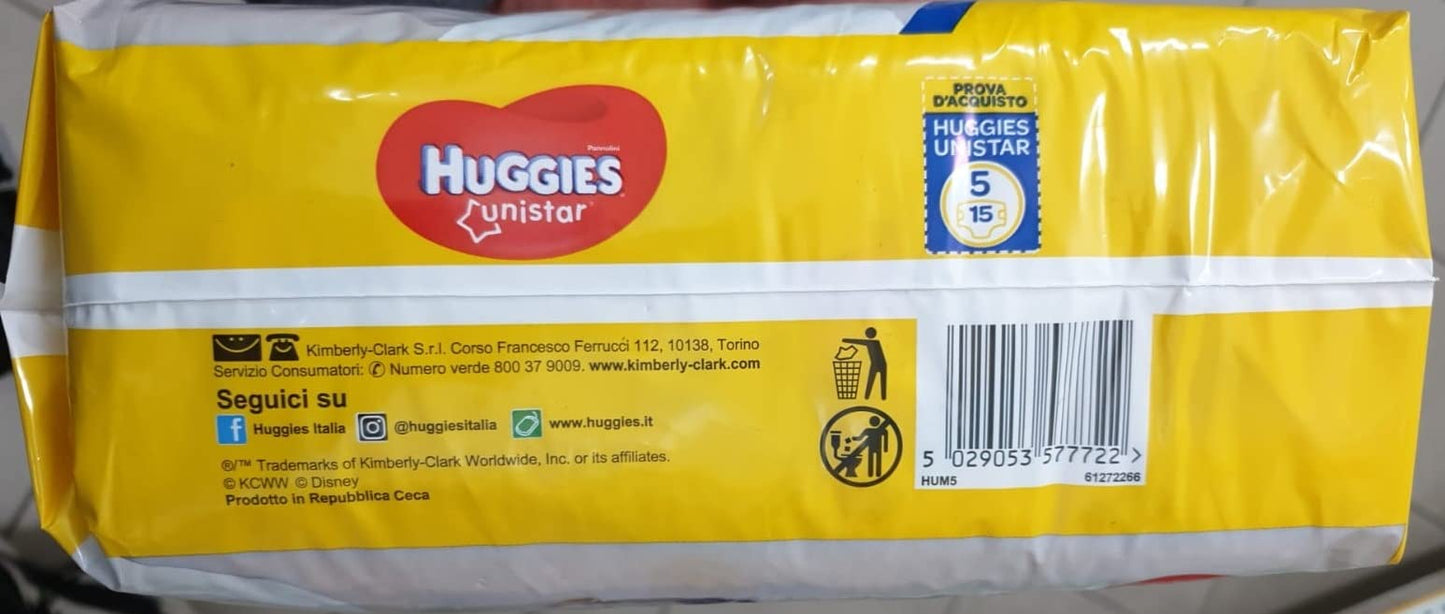 Pannolini
HUGGIES
unistar
PROVA
D'ACQUISTO
HUGGIES
UNISTAR
5
15
Kimberly-Clark S.r.l. Corso Francesco Ferrucci 112, 10138, Torino
Servizio Consumatori: Numero verde 800 37 9009. www.kimberly-clark.com
Seguici su
Huggies Italia @huggiesitalia www.huggies.it
®/™ Trademarks of Kimberly-Clark Worldwide, Inc. or its affiliates.
© KCWW © Disney
Prodotto in Repubblica Ceca
5 029053 577722 >
HUM5 61272266